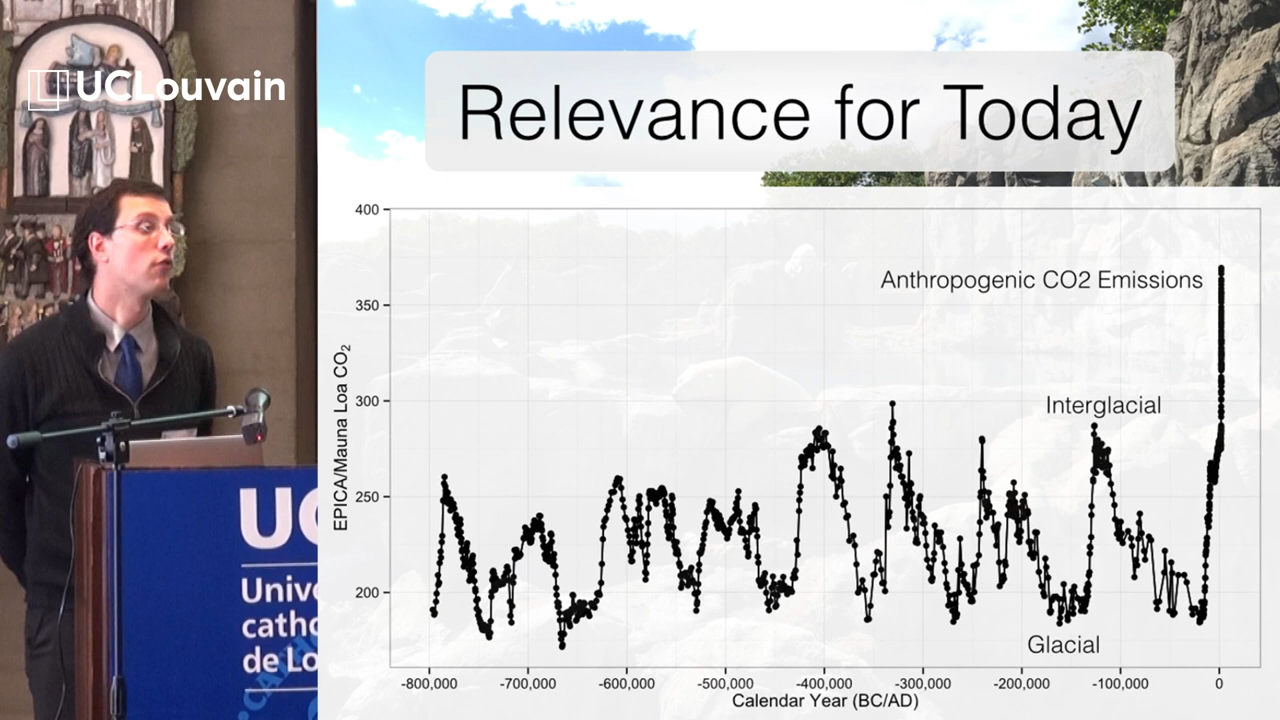 UCLouvain
UC
Unive
catho
de Lo
Relevance for Today
400
350
300
250
200
EPICA/Mauna Loa CO2
Anthropogenic CO2 Emissions
Interglacial
Glacial
-800,000 -700,000 -600,000 -500,000 -400,000 -300,000 -200,000 -100,000 0
Calendar Year (BC/AD)